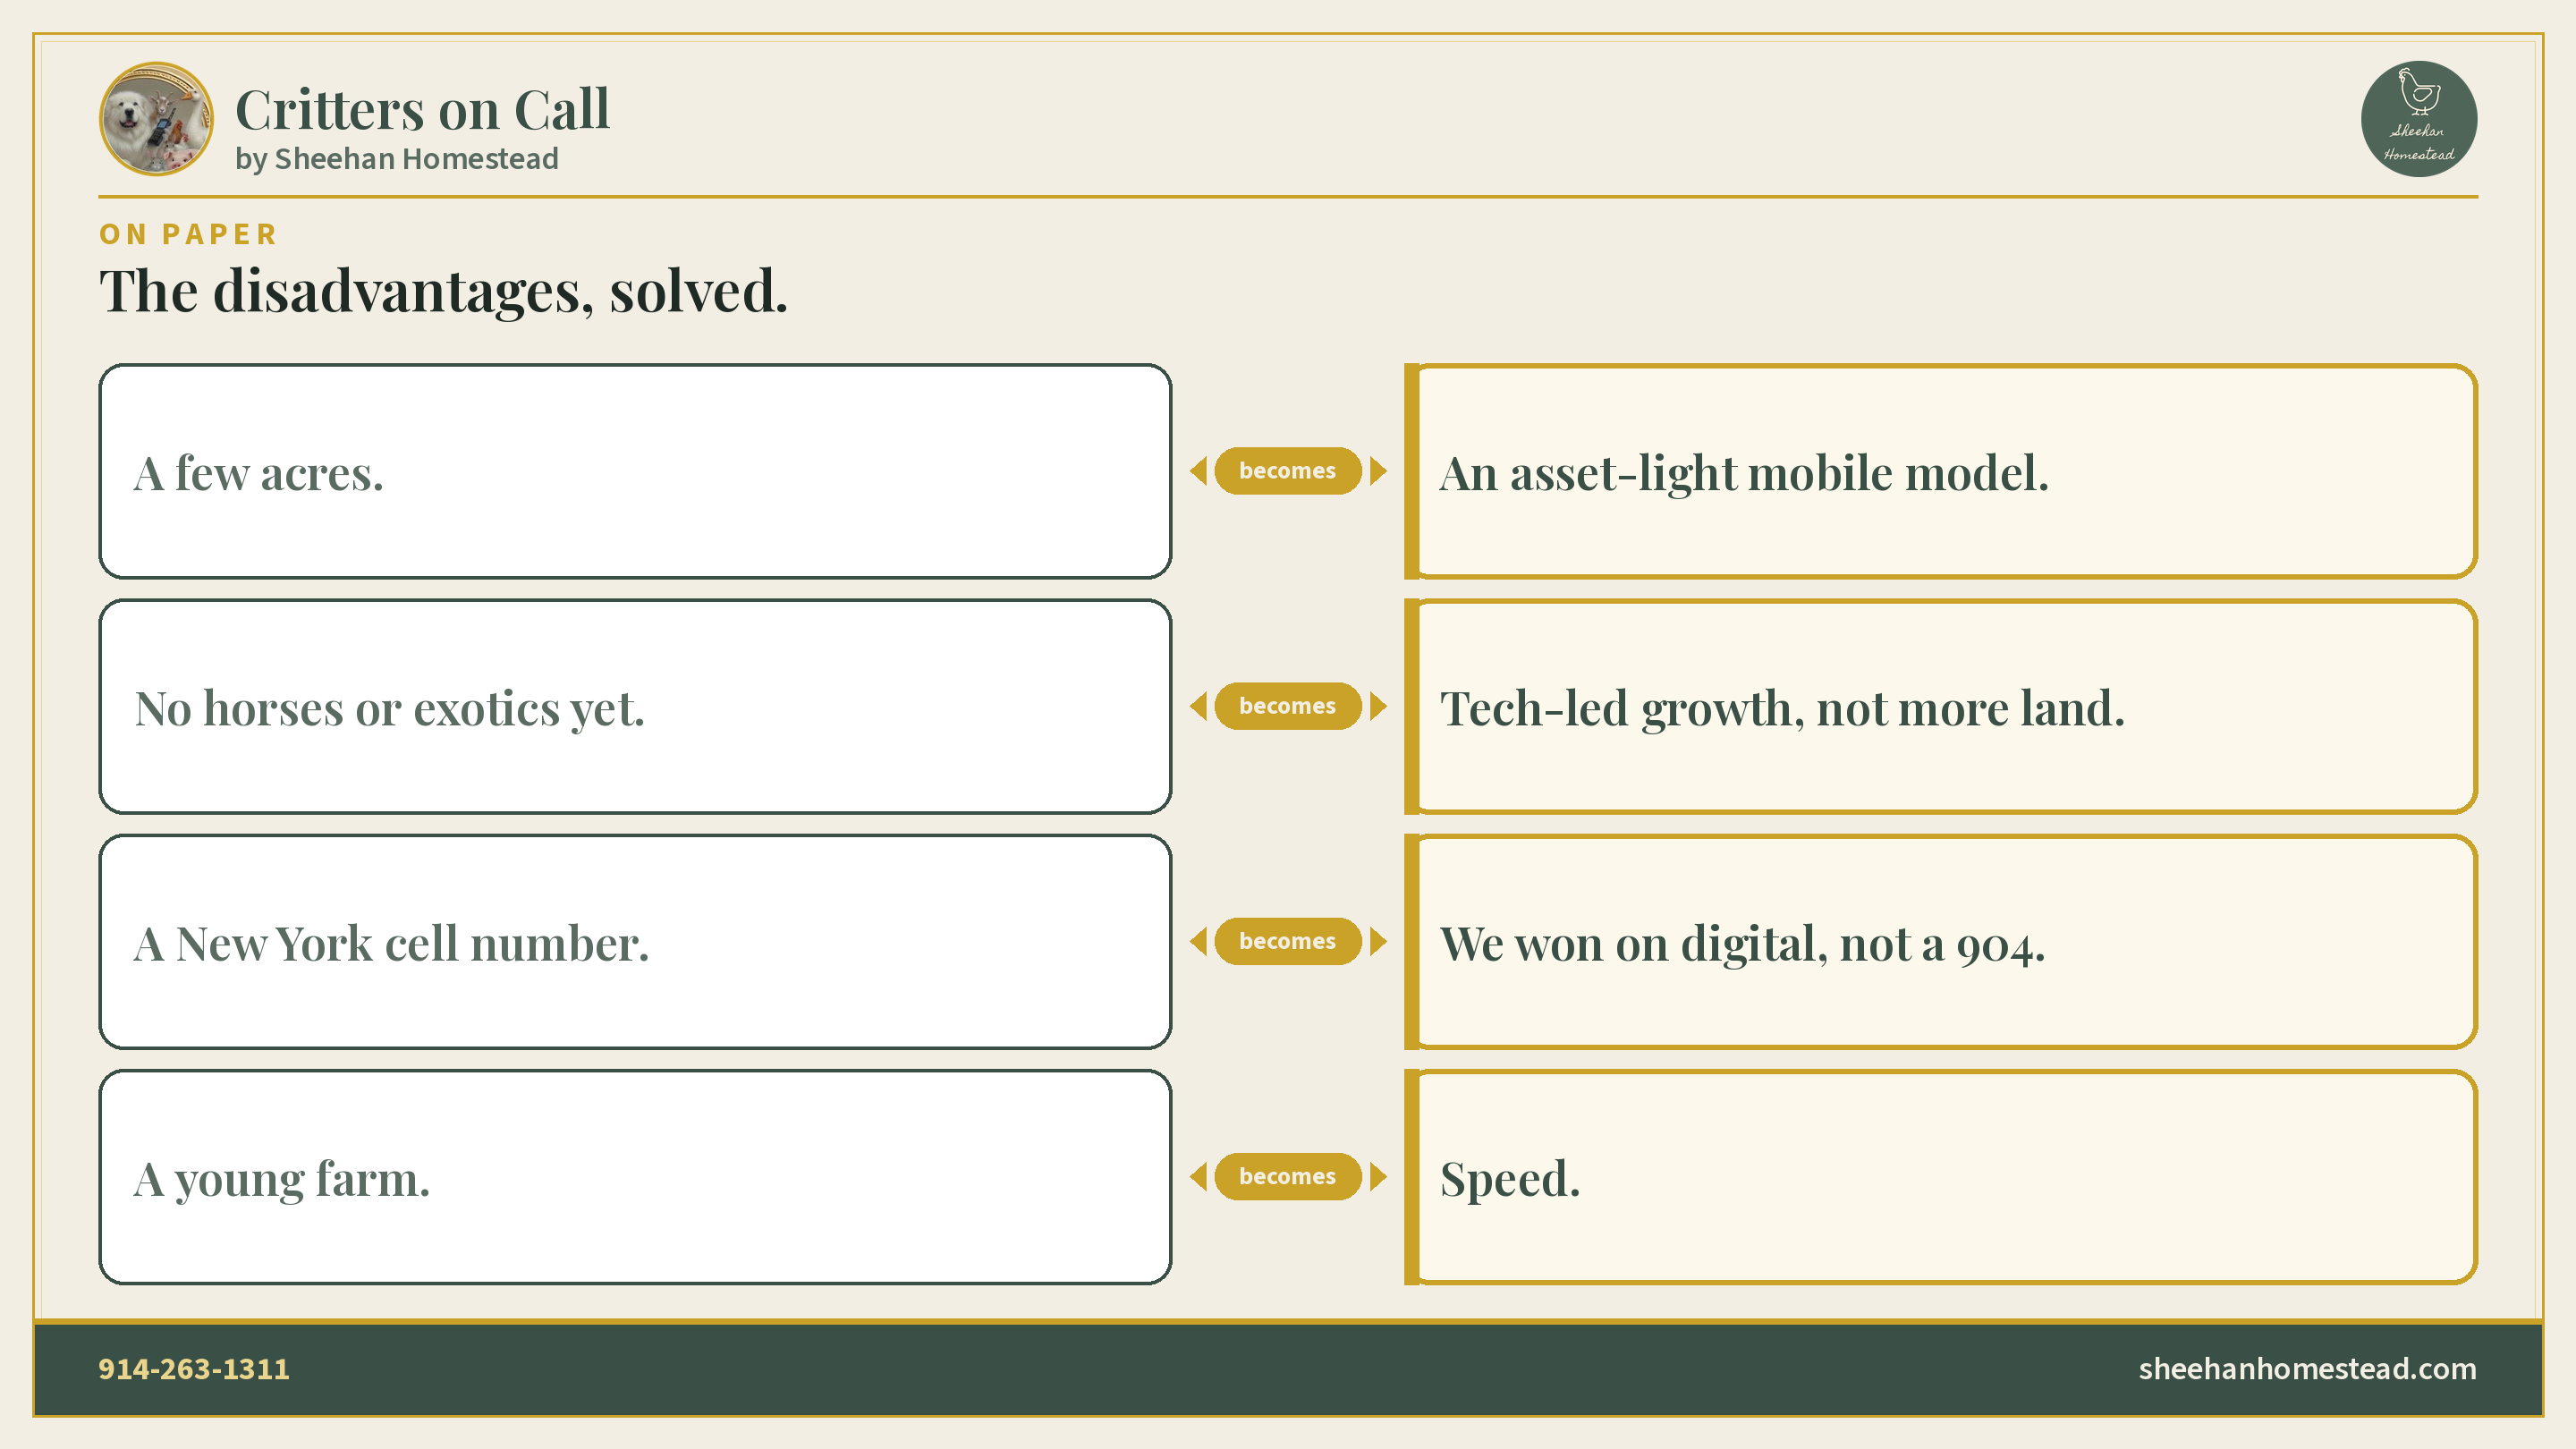 Critters on Call
by Sheehan Homestead
Sheehan
Homestead
ON PAPER
The disadvantages, solved.
A few acres.
becomes
An asset-light mobile model.
No horses or exotics yet.
becomes
Tech-led growth, not more land.
A New York cell number.
becomes
We won on digital, not a 904.
A young farm.
becomes
Speed.
914-263-1311
sheehanhomestead.com